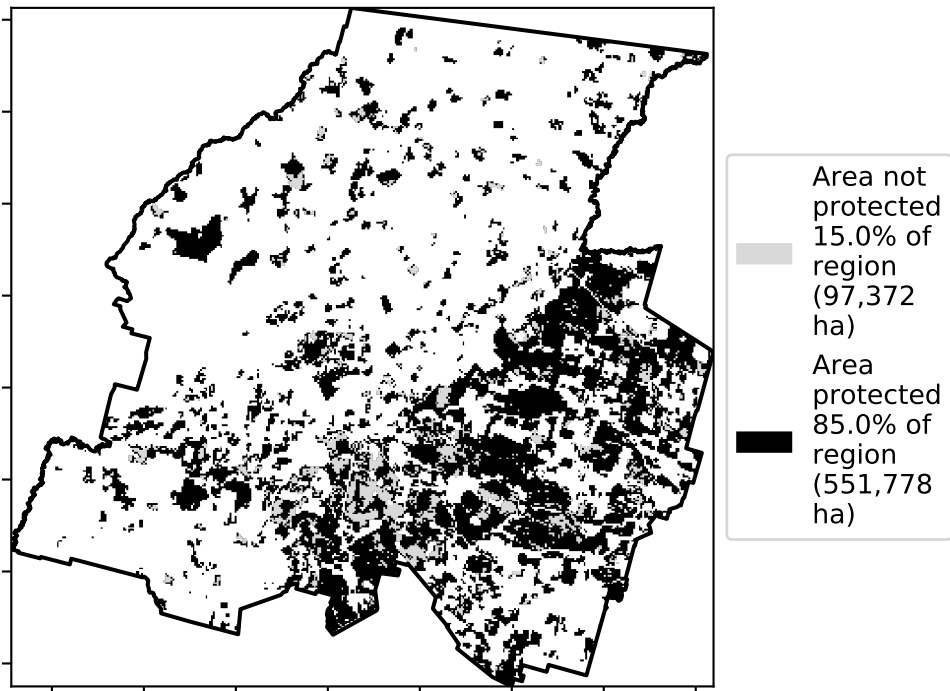 Area not
protected
15.0% of
region
(97,372
ha)
Area
protected
85.0% of
region
(551,778
ha)